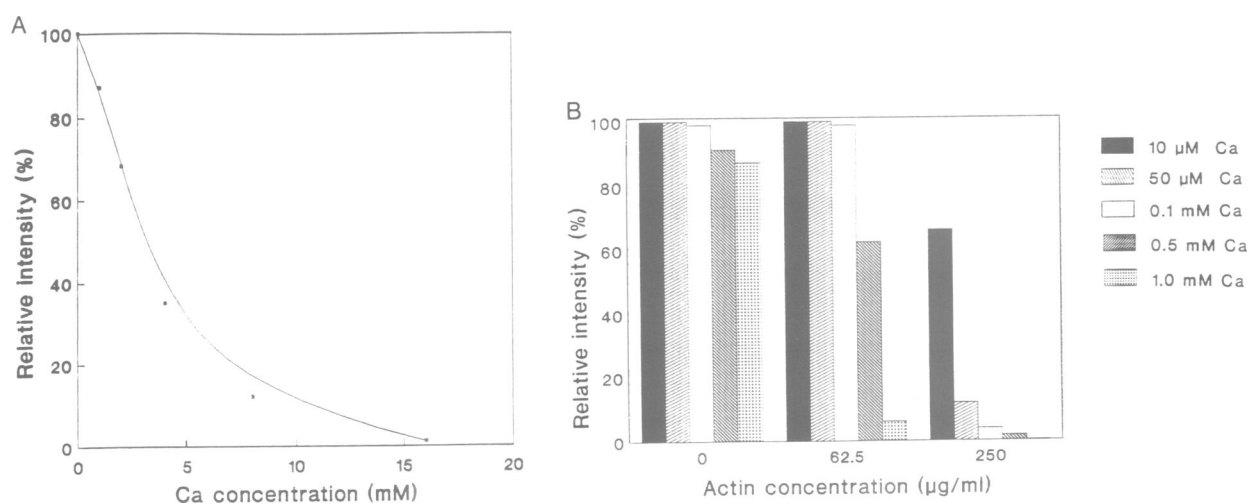 A
100
80
60
40
20
0
Relative intensity (%)
0 5 10 15 20
Ca concentration (mM)
B
100
80
60
40
20
0
Relative intensity (%)
0 62.5 250
Actin concentration (µg/ml)
10 µM Ca
50 µM Ca
0.1 mM Ca
0.5 mM Ca
1.0 mM Ca